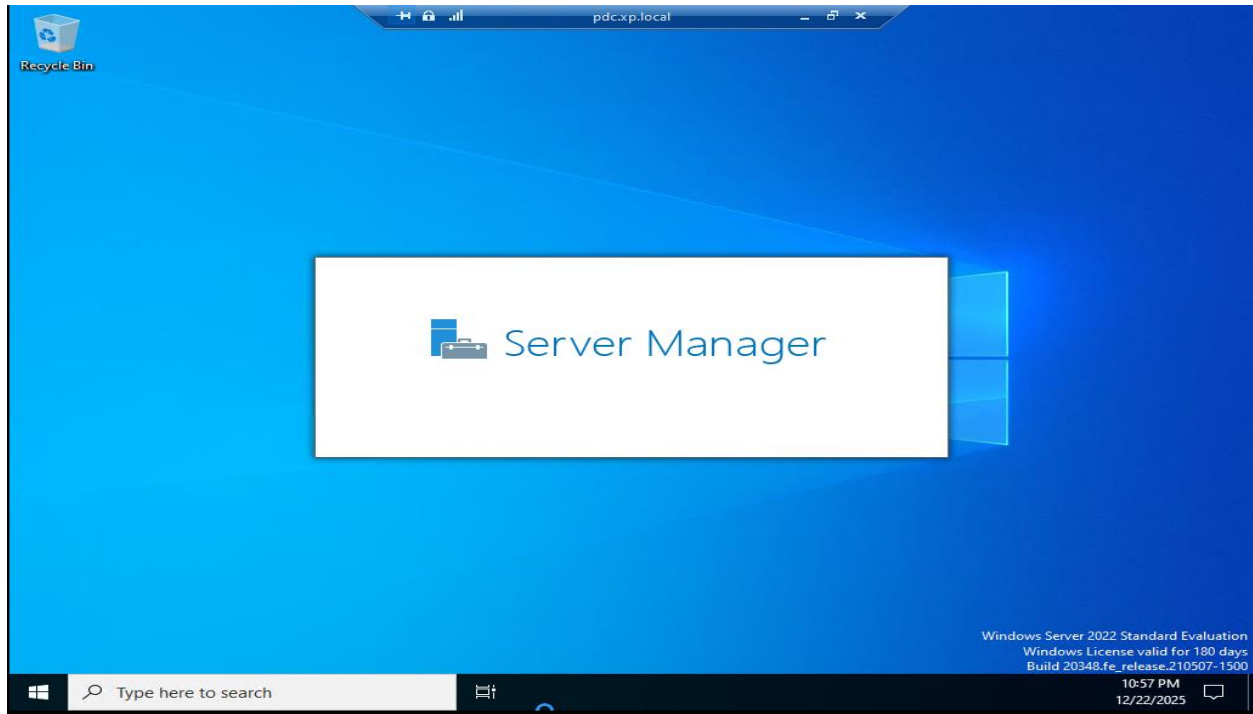 pdc.xp.local
Recycle Bin
Server Manager
Windows Server 2022 Standard Evaluation
Windows License valid for 180 days
Build 20348.fe_release.210507-1500
Type here to search
10:57 PM
12/22/2025